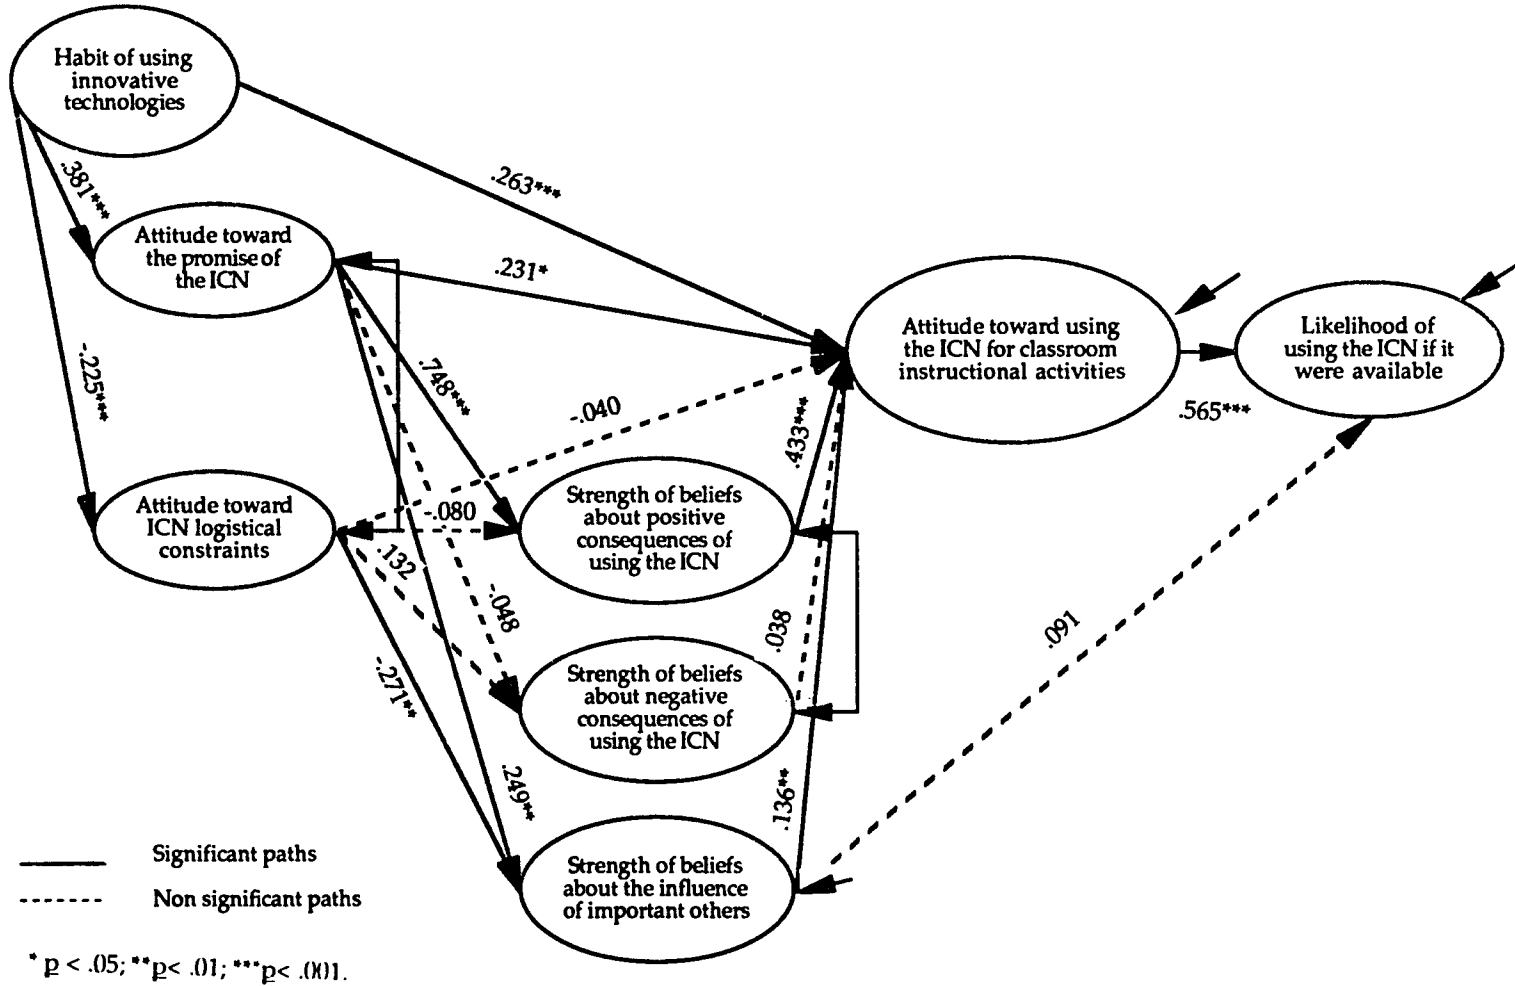 Habit of using
innovative
technologies
.381***
.263***
Attitude toward
the promise of
the ICN
.231*
-.225***
.748***
-.040
.433***
Attitude toward using
the ICN for classroom
instructional activities
.565***
Likelihood of
using the ICN if it
were available
Attitude toward
ICN logistical
constraints
-.080
.132
-.048
Strength of beliefs
about positive
consequences of
using the ICN
.038
.091
-.271**
Strength of beliefs
about negative
consequences of
using the ICN
.249**
.136**
Strength of beliefs
about the influence
of important others
Significant paths
Non significant paths
* p < .05; **p< .01; ***p< .001.